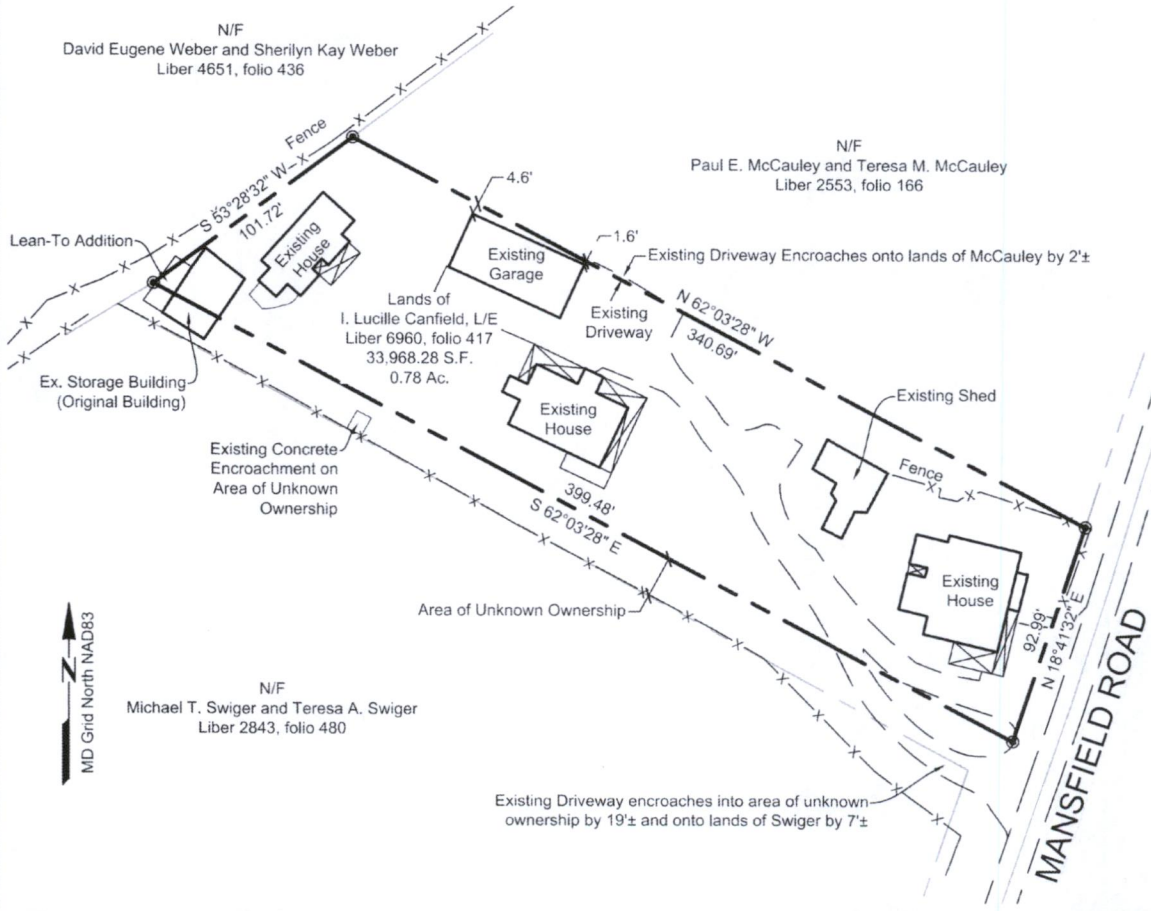 N/F
David Eugene Weber and Sherilyn Kay Weber
Liber 4651, folio 436
Fence
S 53°28'32" W
101.72'
N/F
Paul E. McCauley and Teresa M. McCauley
Liber 2553, folio 166
4.6'
Lean-To Addition
Existing
House
1.6'
Existing
Garage
Existing Driveway Encroaches onto lands of McCauley by 2'±
Lands of
I. Lucille Canfield, L/E
Liber 6960, folio 417
33,968.28 S.F.
0.78 Ac.
Existing
Driveway
N 62°03'28" W
340.69'
Ex. Storage Building
(Original Building)
Existing Shed
Existing
House
Existing Concrete
Encroachment on
Area of Unknown
Ownership
Fence
399.48'
S 62°03'28" E
Existing
House
Area of Unknown Ownership
92.99'
N 18°41'32" E
MD Grid North NAD83
N
N/F
Michael T. Swiger and Teresa A. Swiger
Liber 2843, folio 480
Existing Driveway encroaches into area of unknown
ownership by 19'± and onto lands of Swiger by 7'±
MANSFIELD ROAD